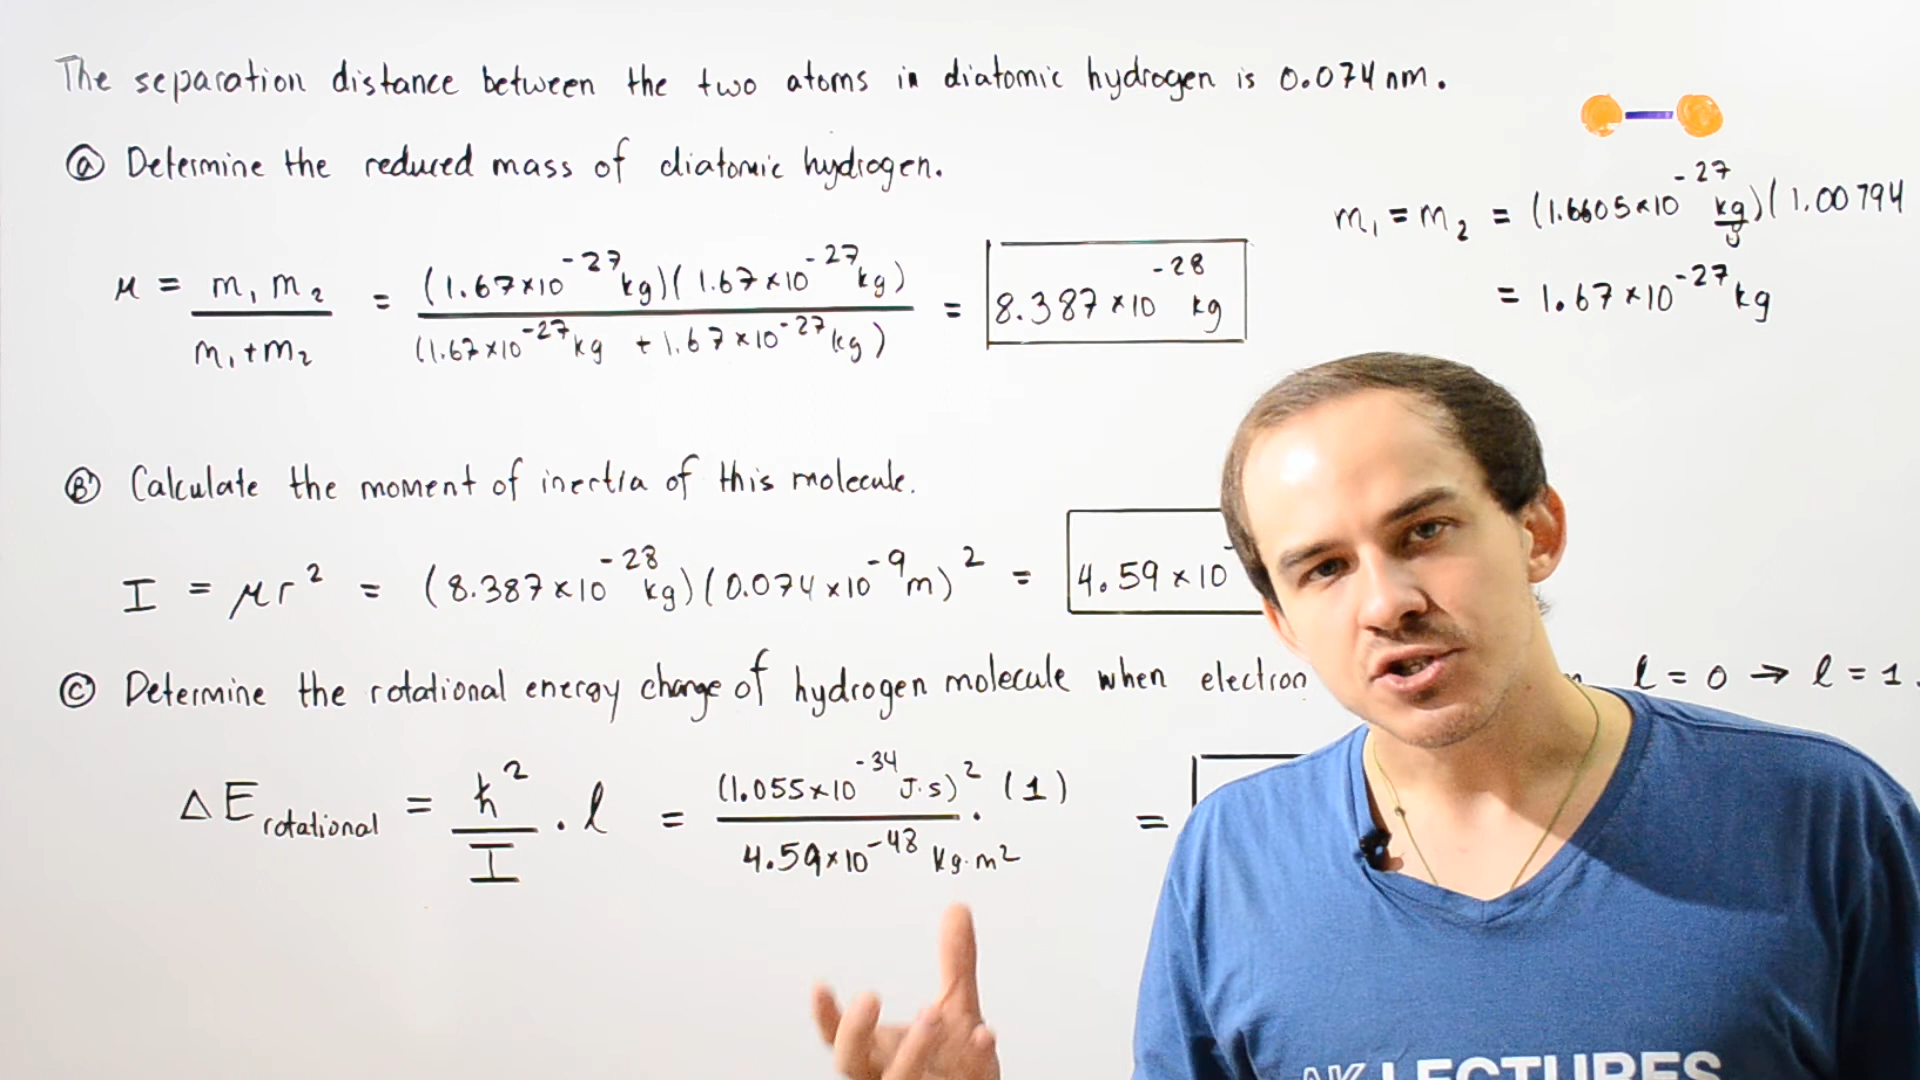 The separation distance between the two atoms in diatomic hydrogen is 0.074 nm.
ⓐ Determine the reduced mass of diatomic hydrogen.
m₁ = m₂ = (1.6605×10⁻²⁷ kg/)(1.00794
= 1.67×10⁻²⁷ kg
μ = m₁ m₂ / m₁+m₂ = (1.67×10⁻²⁷ kg)(1.67×10⁻²⁷ kg) / (1.67×10⁻²⁷ kg + 1.67×10⁻²⁷ kg) = 8.387×10⁻²⁸ kg
Ⓑ Calculate the moment of inertia of this molecule.
I = μr² = (8.387×10⁻²⁸ kg)(0.074×10⁻⁹ m)² = 4.59×10⁻
Ⓒ Determine the rotational energy change of hydrogen molecule when electron l = 0 → l = 1.
ΔE rotational = ħ² / I · l = (1.055×10⁻³⁴ J·s)² · (1) / 4.59×10⁻⁴⁸ kg·m² =
AK LECTURES